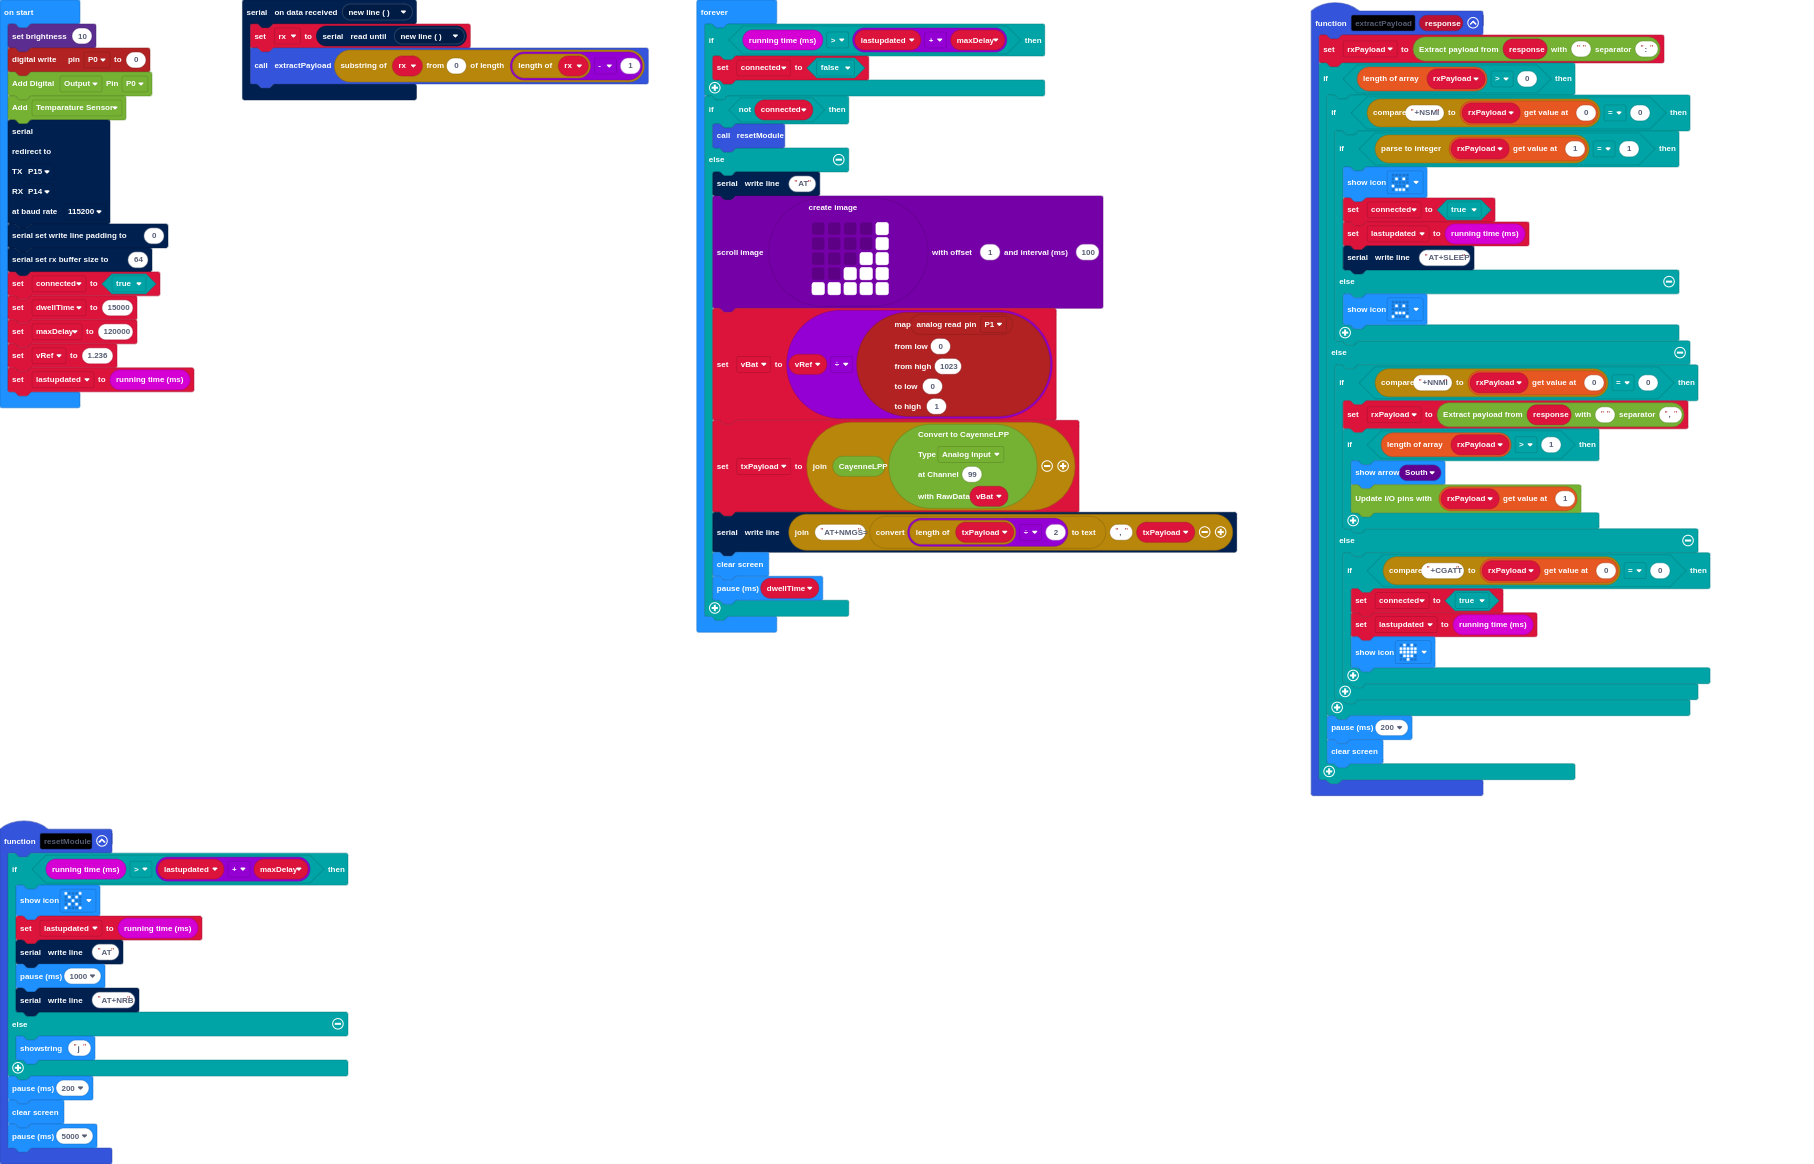 on start
set brightness 10
digital write pin P0 to 0
Add Digital Output Pin P0
Add Temparature Sensor
serial
redirect to
TX P15
RX P14
at baud rate 115200
serial set write line padding to 0
serial set rx buffer size to 64
set connected to true
set dwellTime to 15000
set maxDelay to 120000
set vRef to 1.236
set lastupdated to running time (ms)
serial on data received new line ( )
set rx to serial read until new line ( )
call extractPayload substring of rx from 0 of length length of rx - 1
forever
if running time (ms) > lastupdated + maxDelay then
set connected to false
if not connected then
call resetModule
else
serial write line "AT"
create image
scroll image with offset 1 and interval (ms) 100
map analog read pin P1
from low 0
set vBat to vRef ÷ from high 1023
to low 0
to high 1
Convert to CayenneLPP
Type Analog Input
set txPayload to join CayenneLPP at Channel 99
with RawData vBat
serial write line join "AT+NMGS= convert length of txPayload ÷ 2 to text "," txPayload
clear screen
pause (ms) dwellTime
function extractPayload response
set rxPayload to Extract payload from response with " " separator ":"
if length of array rxPayload > 0 then
if compare "+NSMI to rxPayload get value at 0 = 0 then
if parse to integer rxPayload get value at 1 = 1 then
show icon
set connected to true
set lastupdated to running time (ms)
serial write line "AT+SLEEP
else
show icon
else
if compare "+NNMI to rxPayload get value at 0 = 0 then
set rxPayload to Extract payload from response with " " separator ","
if length of array rxPayload > 1 then
show arrow South
Update I/O pins with rxPayload get value at 1
else
if compare "+CGATT to rxPayload get value at 0 = 0 then
set connected to true
set lastupdated to running time (ms)
show icon
pause (ms) 200
clear screen
function resetModule
if running time (ms) > lastupdated + maxDelay then
show icon
set lastupdated to running time (ms)
serial write line "AT"
pause (ms) 1000
serial write line "AT+NRB
else
showstring "j"
pause (ms) 200
clear screen
pause (ms) 5000